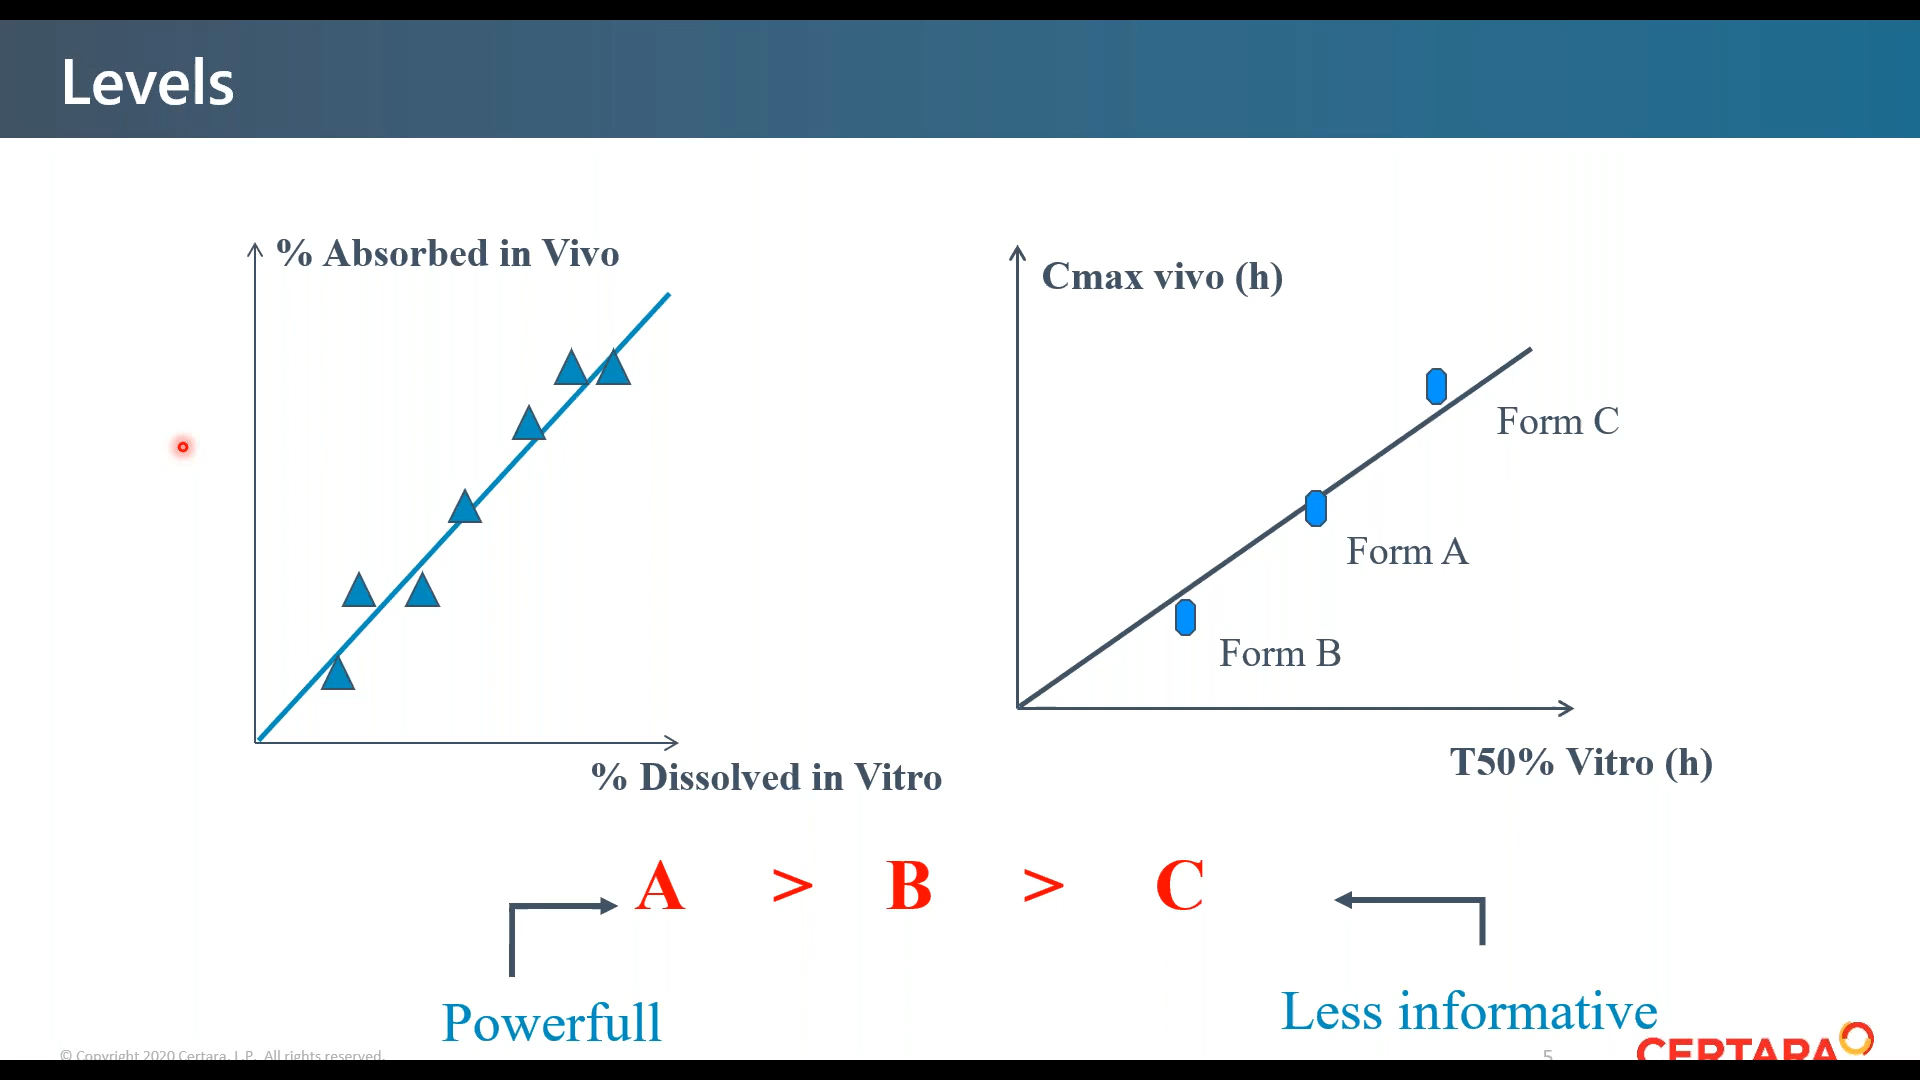 Levels
% Absorbed in Vivo
Cmax vivo (h)
Form C
Form A
Form B
T50% Vitro (h)
% Dissolved in Vitro
A > B > C
Powerfull
Less informative
© Copyright 2020 Certara, L.P. All rights reserved.
5
CERTARA